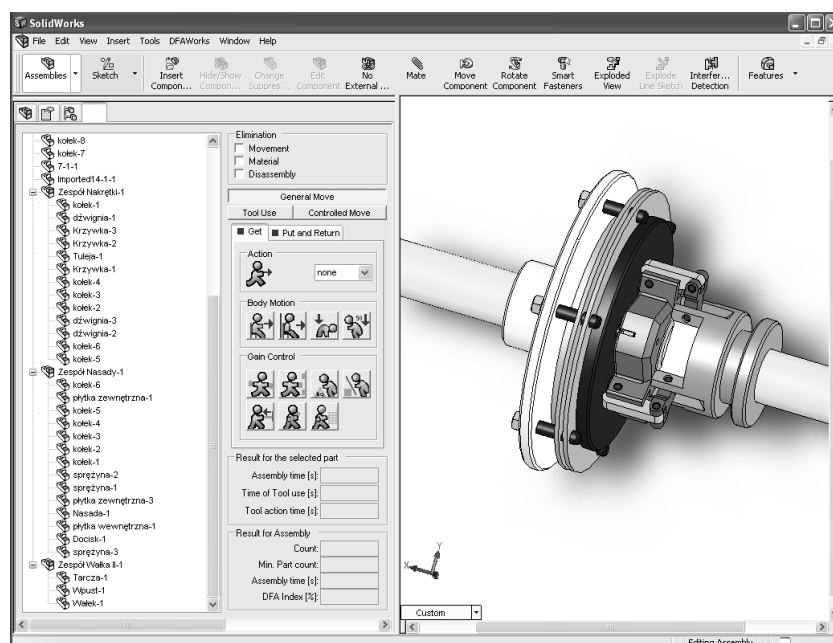 SolidWorks
File Edit View Insert Tools DFAWorks Window Help
Assemblies Sketch Insert Compon... Hide/Show Compon... Change Suppres... Edit Component No External ... Mate Move Component Rotate Component Smart Fasteners Exploded View Explode Line Sketch Interfer... Detection Features
kołek-8
kołek-7
7-1-1
Imported14-1-1
Zespół Nakrętki-1
kołek-1
dźwignia-1
Krzywka-3
Krzywka-2
Tuleja-1
Krzywka-1
kołek-4
kołek-3
kołek-2
dźwignia-3
dźwignia-2
kołek-6
kołek-5
Zespół Nasady-1
kołek-6
płytka zewnętrzna-1
kołek-5
kołek-4
kołek-3
kołek-2
kołek-1
sprężyna-2
sprężyna-1
płytka zewnętrzna-3
Nasada-1
płytka wewnętrzna-1
Docisk-1
sprężyna-3
Zespół Wałka II-1
Tarcza-1
Wpust-1
Wałek-1
Elimination
Movement
Material
Disassembly
General Move
Tool Use Controlled Move
Get Put and Return
Action
none
Body Motion
Gain Control
Result for the selected part
Assembly time [s]:
Time of Tool use [s]:
Tool action time [s]:
Result for Assembly
Count:
Min. Part count:
Assembly time [s]:
DFA Index [%]:
Y
X
Custom
Editing Assembly